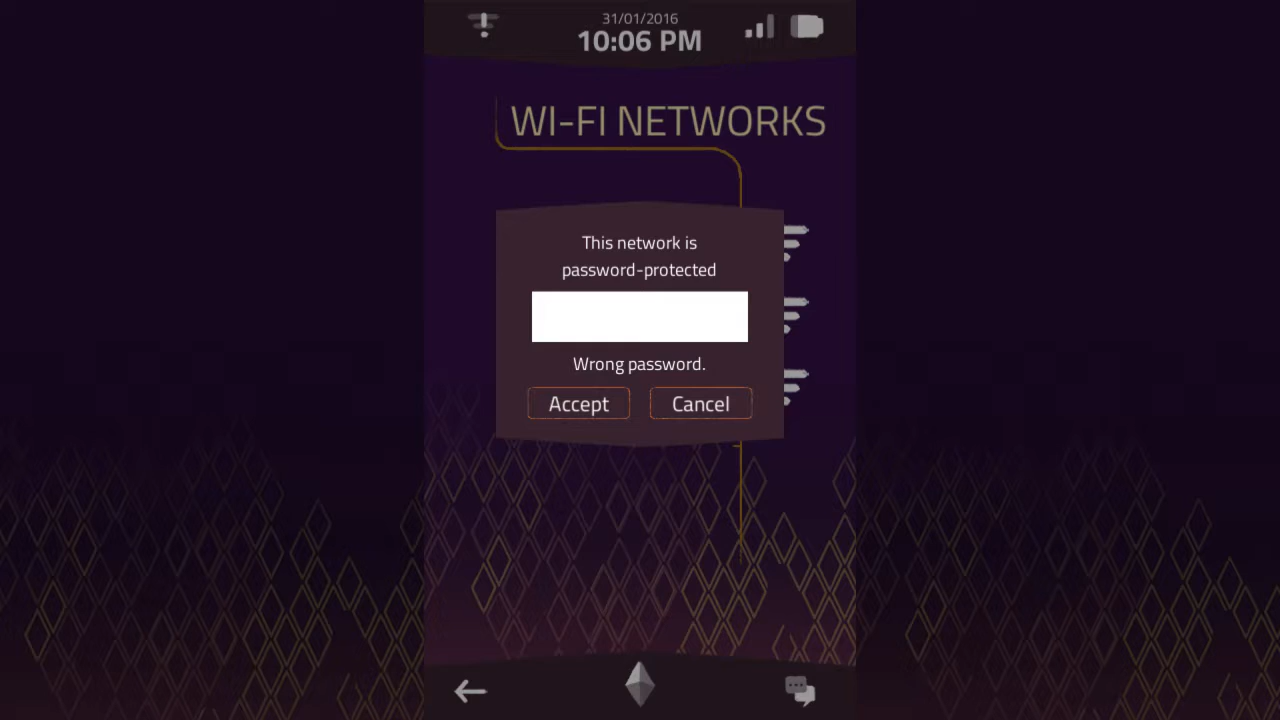 31/01/2016
10:06 PM
WI-FI NETWORKS
This network is
password-protected
Wrong password.
Accept
Cancel